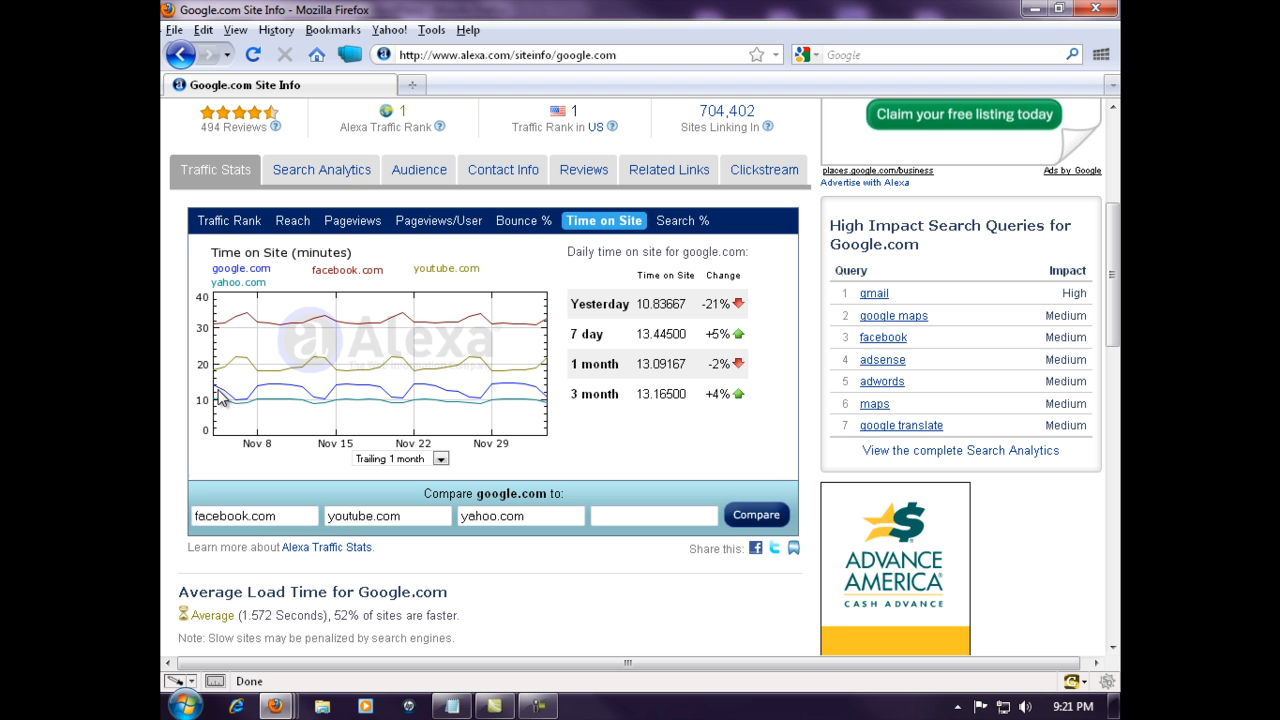 Google.com Site Info - Mozilla Firefox
File Edit View History Bookmarks Yahoo! Tools Help
http://www.alexa.com/siteinfo/google.com
Google
Google.com Site Info
494 Reviews
1
Alexa Traffic Rank
1
Traffic Rank in US
704,402
Sites Linking In
Claim your free listing today
places.google.com/business
Ads by Google
Advertise with Alexa
Traffic Stats Search Analytics Audience Contact Info Reviews Related Links Clickstream
Traffic Rank Reach Pageviews Pageviews/User Bounce % Time on Site Search %
Time on Site (minutes)
google.com facebook.com youtube.com
yahoo.com
40
30
20
10
0
Alexa
Nov 8 Nov 15 Nov 22 Nov 29
Trailing 1 month
Daily time on site for google.com:
Time on Site Change
Yesterday 10.83667 -21%
7 day 13.44500 +5%
1 month 13.09167 -2%
3 month 13.16500 +4%
Compare google.com to:
facebook.com youtube.com yahoo.com Compare
Learn more about Alexa Traffic Stats.
Share this:
Average Load Time for Google.com
Average (1.572 Seconds), 52% of sites are faster.
Note: Slow sites may be penalized by search engines.
High Impact Search Queries for
Google.com
Query Impact
1 gmail High
2 google maps Medium
3 facebook Medium
4 adsense Medium
5 adwords Medium
6 maps Medium
7 google translate Medium
View the complete Search Analytics
ADVANCE
AMERICA
CASH ADVANCE
Done
9:21 PM